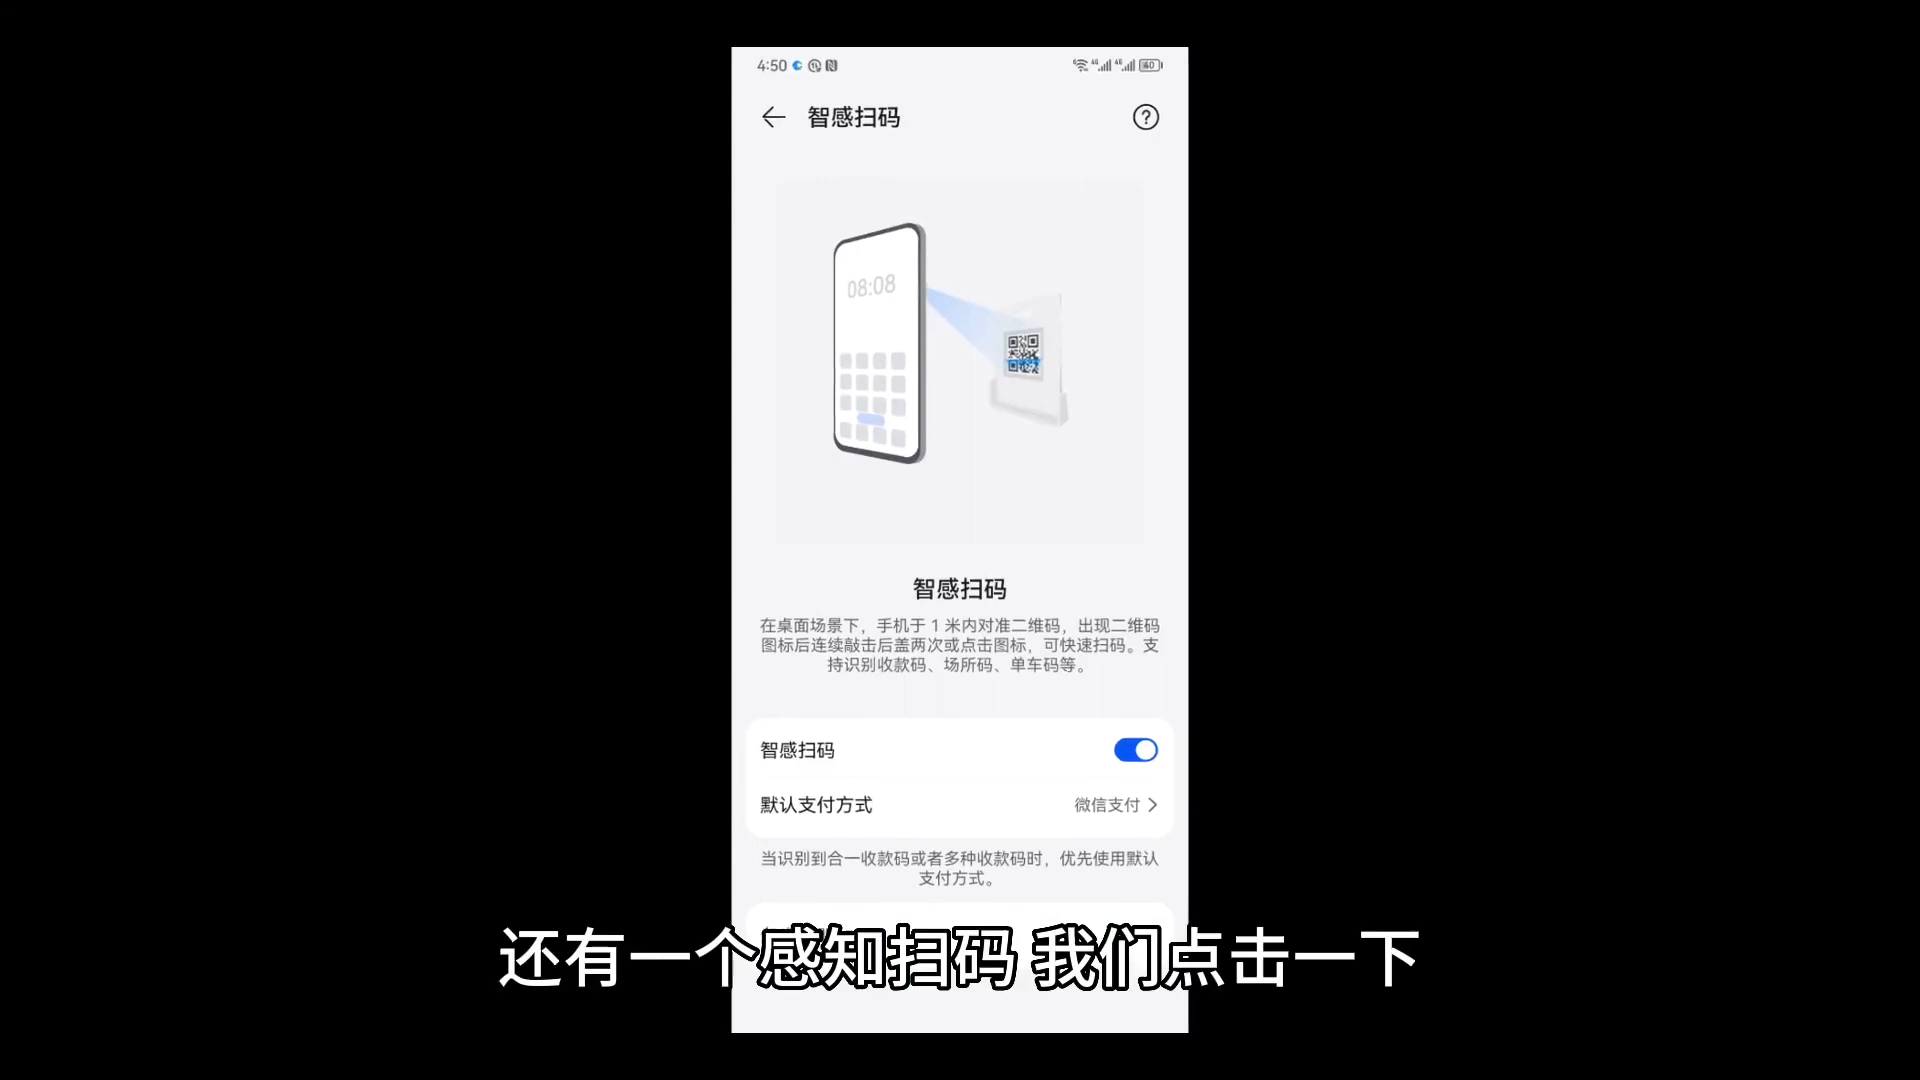 4:50
智感扫码
08:08
智感扫码
在桌面场景下，手机于 1 米内对准二维码，出现二维码
图标后连续敲击后盖两次或点击图标，可快速扫码。支
持识别收款码、场所码、单车码等。
智感扫码
默认支付方式
微信支付
当识别到合一收款码或者多种收款码时，优先使用默认
支付方式。
还有一个感知扫码 我们点击一下